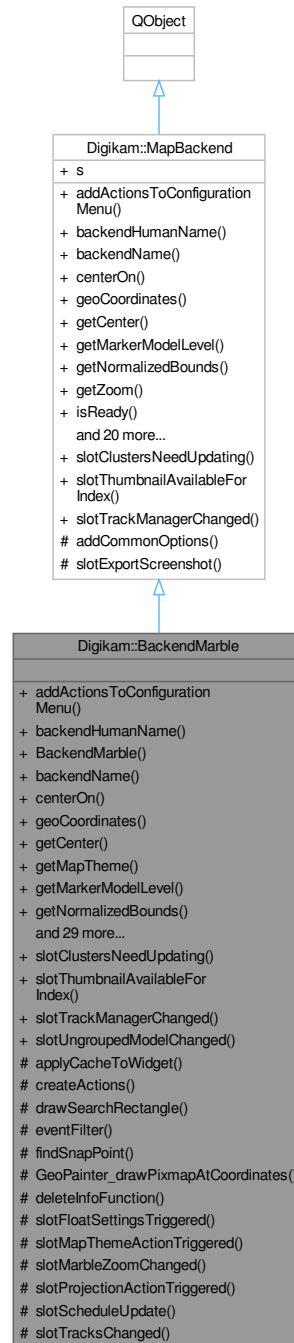 QObject
Digikam::MapBackend
+ s
+ addActionsToConfiguration
Menu()
+ backendHumanName()
+ backendName()
+ centerOn()
+ geoCoordinates()
+ getCenter()
+ getMarkerModelLevel()
+ getNormalizedBounds()
+ getZoom()
+ isReady()
and 20 more...
+ slotClustersNeedUpdating()
+ slotThumbnailAvailableFor
Index()
+ slotTrackManagerChanged()
# addCommonOptions()
# slotExportScreenshot()
Digikam::BackendMarble
+ addActionsToConfiguration
Menu()
+ backendHumanName()
+ BackendMarble()
+ backendName()
+ centerOn()
+ geoCoordinates()
+ getCenter()
+ getMapTheme()
+ getMarkerModelLevel()
+ getNormalizedBounds()
and 29 more...
+ slotClustersNeedUpdating()
+ slotThumbnailAvailableFor
Index()
+ slotTrackManagerChanged()
+ slotUngroupedModelChanged()
# applyCacheToWidget()
# createActions()
# drawSearchRectangle()
# eventFilter()
# findSnapPoint()
# GeoPainter_drawPixmapAtCoordinates()
# deleteInfoFunction()
# slotFloatSettingsTriggered()
# slotMapThemeActionTriggered()
# slotMarbleZoomChanged()
# slotProjectionActionTriggered()
# slotScheduleUpdate()
# slotTracksChanged()